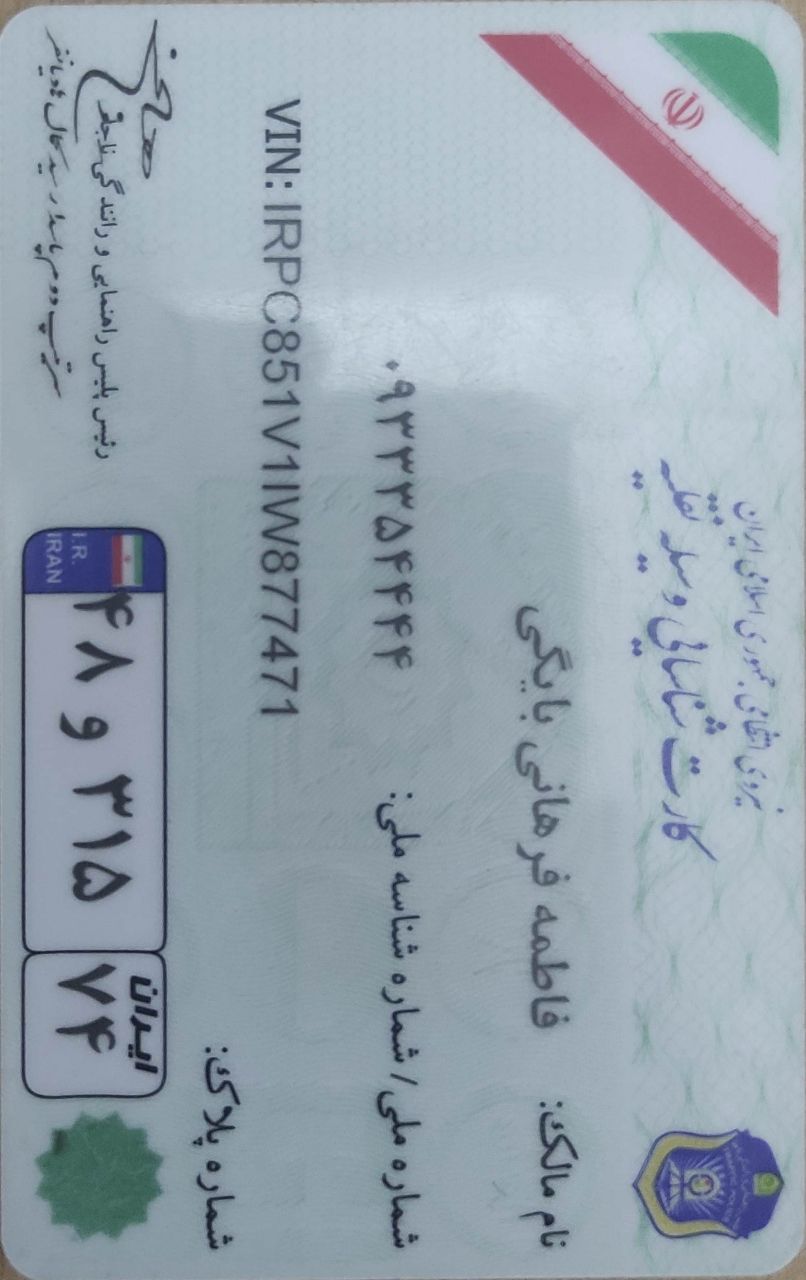 نیروی انتظامی جمهوری اسلامی ایران
کارت شناسایی وسیله نقلیه
نام مالک: فاطمه فرهانی بایگی
شماره ملی / شماره شناسه ملی: ۰۹۳۳۳۵۴۴۴۴
VIN: IRPC851V1IW877471
شماره پلاک:
I.R.
IRAN
۴۸ و ۳۱۵
ایران
۷۴
رئیس پلیس راهنمایی و رانندگی ناجا
سرتیپ دوم پاسدار سید کمال هادیانفر